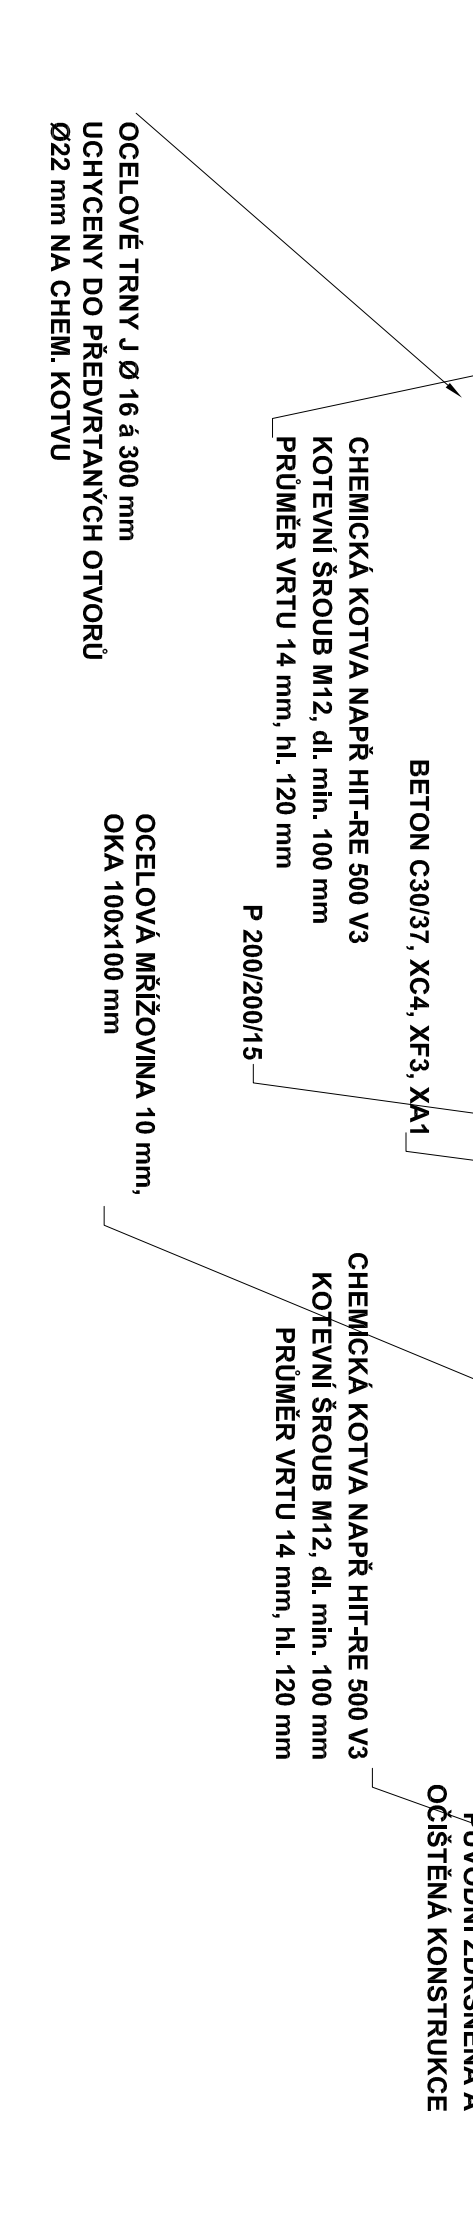 PŮVODNÍ ZDRSNĚNÁ A
OČIŠTĚNÁ KONSTRUKCE
BETON C30/37, XC4, XF3, XA1
CHEMICKÁ KOTVA NAPŘ HIT-RE 500 V3
KOTEVNÍ ŠROUB M12, dl. min. 100 mm
PRŮMĚR VRTU 14 mm, hl. 120 mm
CHEMICKÁ KOTVA NAPŘ HIT-RE 500 V3
KOTEVNÍ ŠROUB M12, dl. min. 100 mm
PRŮMĚR VRTU 14 mm, hl. 120 mm
P 200/200/15
OCELOVÉ TRNY J Ø 16 á 300 mm
UCHYCENY DO PŘEDVRTANÝCH OTVORŮ
Ø22 mm NA CHEM. KOTVU
OCELOVÁ MŘÍŽOVINA 10 mm,
OKA 100x100 mm